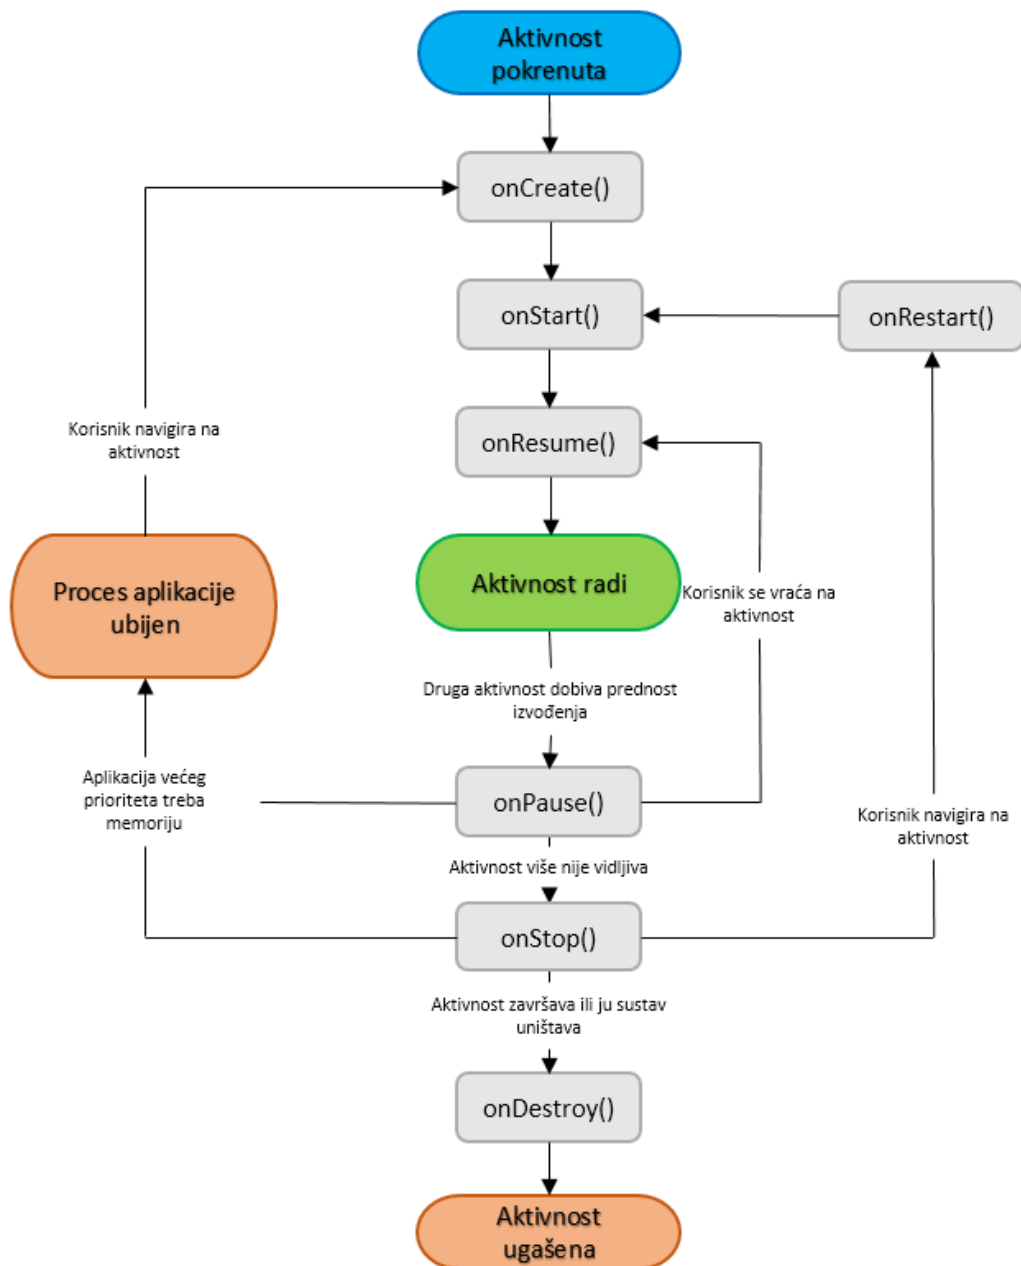 Aktivnost
pokrenuta
onCreate()
onStart()
onRestart()
Korisnik navigira na
aktivnost
onResume()
Proces aplikacije
ubijen
Aktivnost radi
Korisnik se vraća na
aktivnost
Druga aktivnost dobiva prednost
izvođenja
Aplikacija većeg
prioriteta treba
memoriju
onPause()
Korisnik navigira na
aktivnost
Aktivnost više nije vidljiva
onStop()
Aktivnost završava ili ju sustav
uništava
onDestroy()
Aktivnost
ugašena